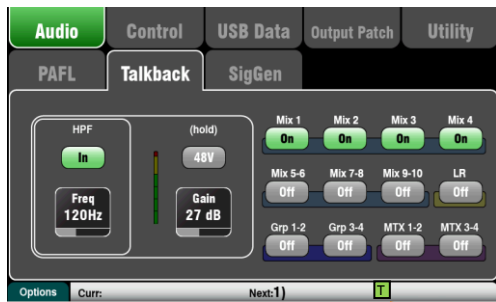 Audio Control USB Data Output Patch Utility
PAFL Talkback SigGen
HPF (hold) Mix 1 Mix 2 Mix 3 Mix 4
In 48V On On On On
Mix 5-6 Mix 7-8 Mix 9-10 LR
Freq Gain Off Off Off Off
120Hz 27 dB
Grp 1-2 Grp 3-4 MTX 1-2 MTX 3-4
Off Off Off Off
Options Curr: Next:1) T